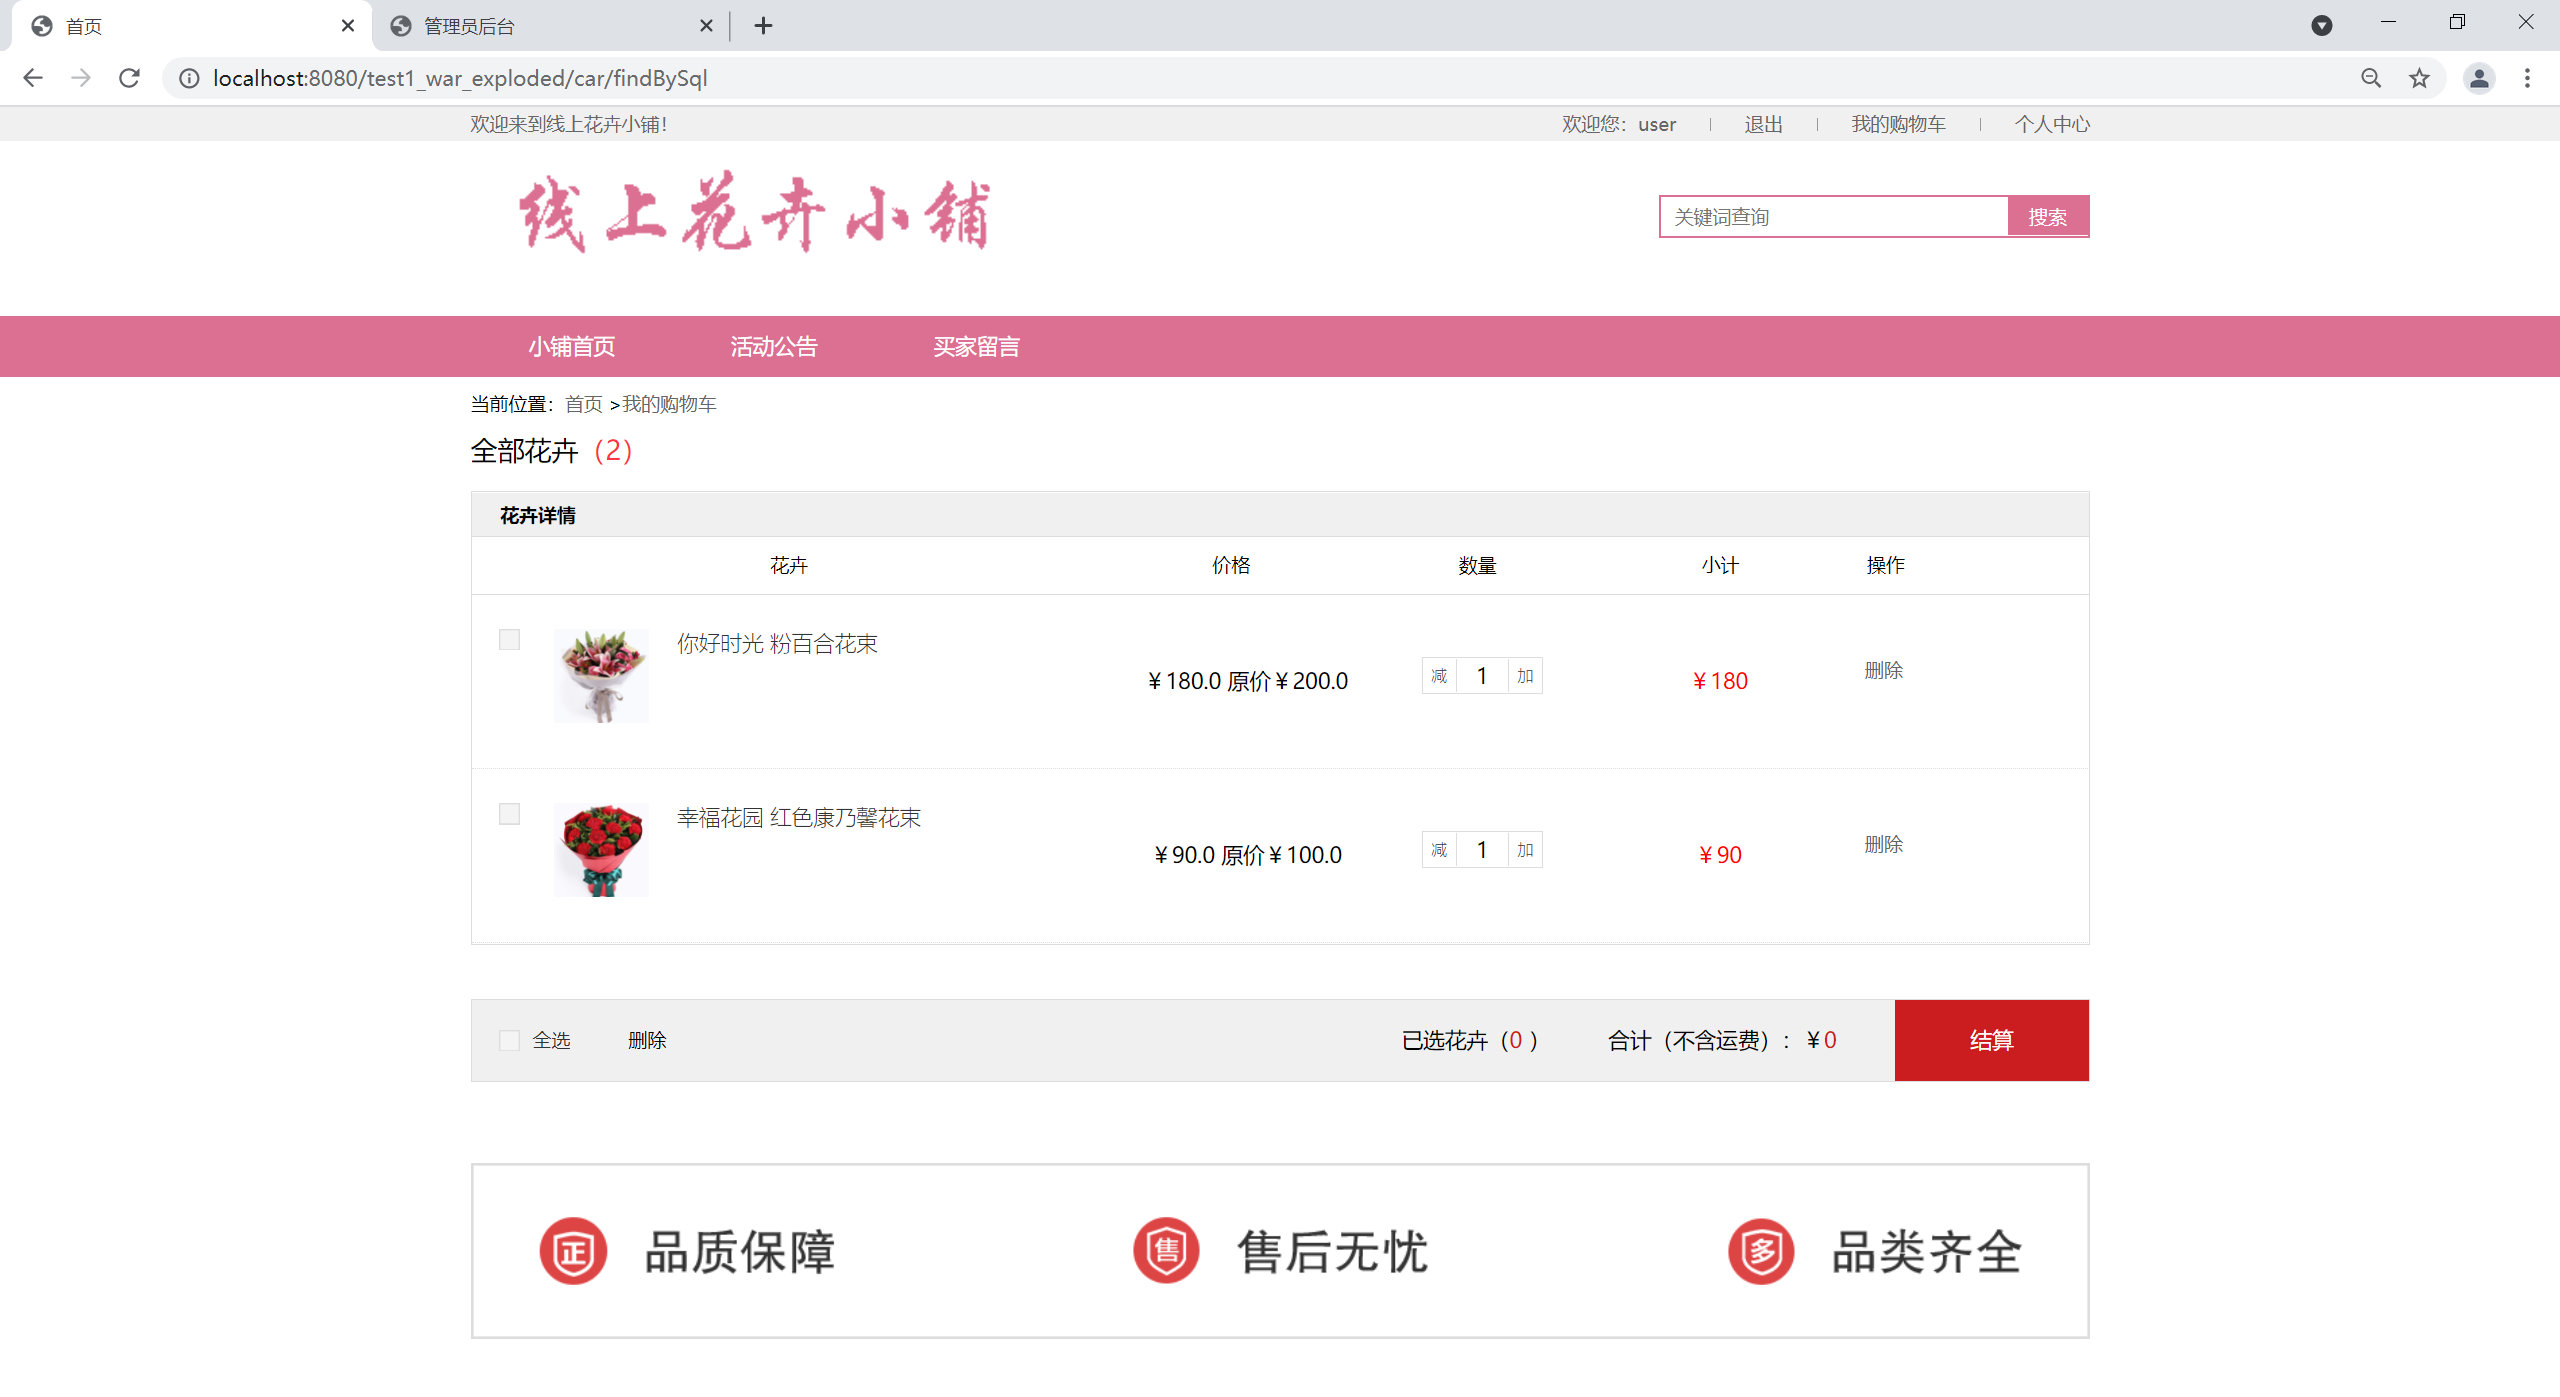 首页 管理员后台
localhost:8080/test1_war_exploded/car/findBySql
欢迎来到线上花卉小铺! 欢迎您：user 退出 我的购物车 个人中心
线上花卉小铺
关键词查询 搜索
小铺首页 活动公告 买家留言
当前位置：首页 >我的购物车
全部花卉（2）
花卉详情
花卉 价格 数量 小计 操作
你好时光 粉百合花束
￥180.0 原价￥200.0 减 1 加 ￥180 删除
幸福花园 红色康乃馨花束
￥90.0 原价￥100.0 减 1 加 ￥90 删除
全选 删除 已选花卉（0 ） 合计（不含运费）：￥0 结算
正 品质保障 售 售后无忧 多 品类齐全